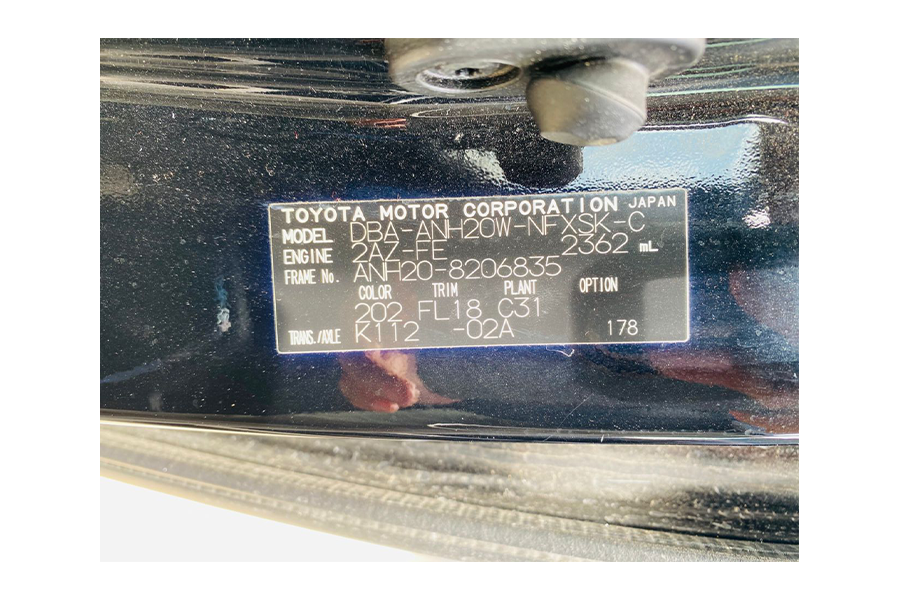 TOYOTA MOTOR CORPORATION JAPAN
MODEL DBA-ANH20W-NFXSK-C
ENGINE 2AZ-FE 2362 mL
FRAME No. ANH20-8206835
COLOR TRIM PLANT OPTION
202 FL18 C31
TRANS./AXLE K112 -02A 178